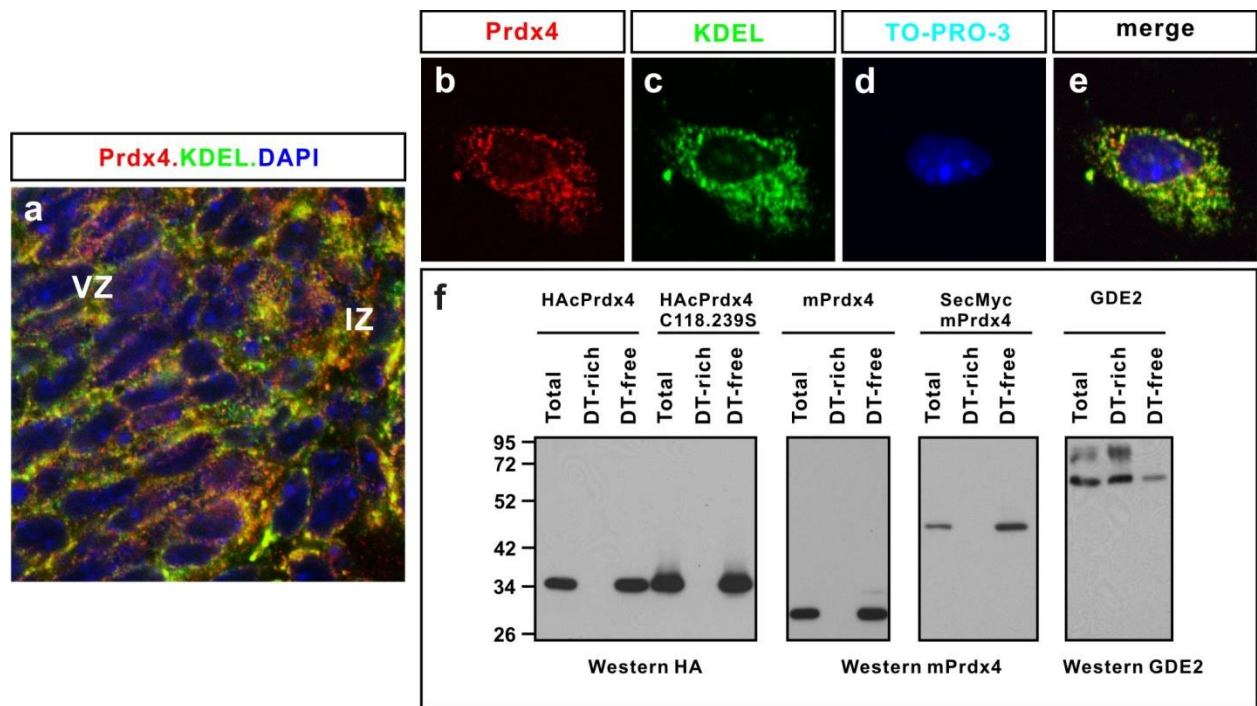 Prdx4.KDEL.DAPI
a
VZ
IZ
Prdx4
KDEL
TO-PRO-3
merge
b
c
d
e
f
HAcPrdx4
HAcPrdx4
C118.239S
mPrdx4
SecMyc
mPrdx4
GDE2
Total
DT-rich
DT-free
Total
DT-rich
DT-free
Total
DT-rich
DT-free
Total
DT-rich
DT-free
Total
DT-rich
DT-free
95
72
52
42
34
26
Western HA
Western mPrdx4
Western GDE2